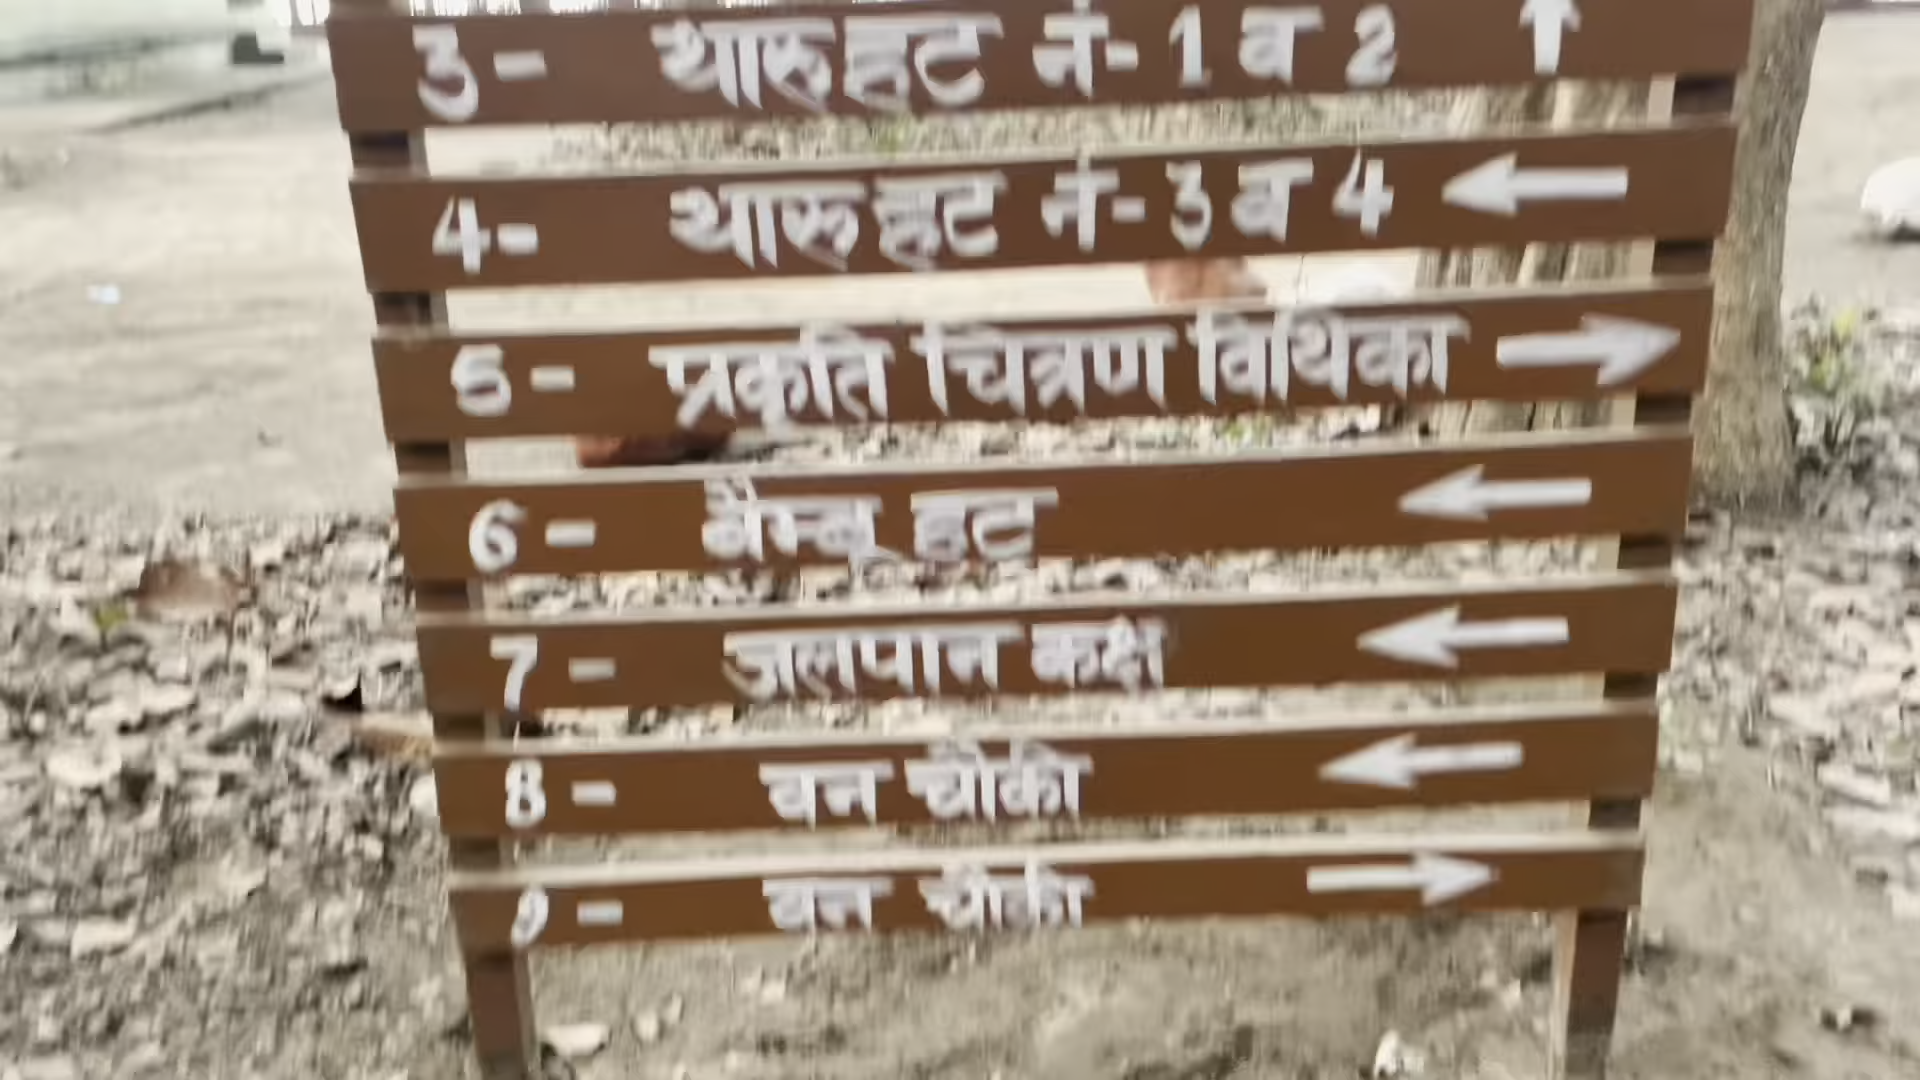 3- थारू हट नं- 1 व 2 ↑
4- थारू हट नं- 3 व 4 ←
5- प्रकृति चित्रण विथिका →
6- बैम्बू हट ←
7- जलपान कक्ष ←
8- वन चौकी ←
9- वन चौकी →